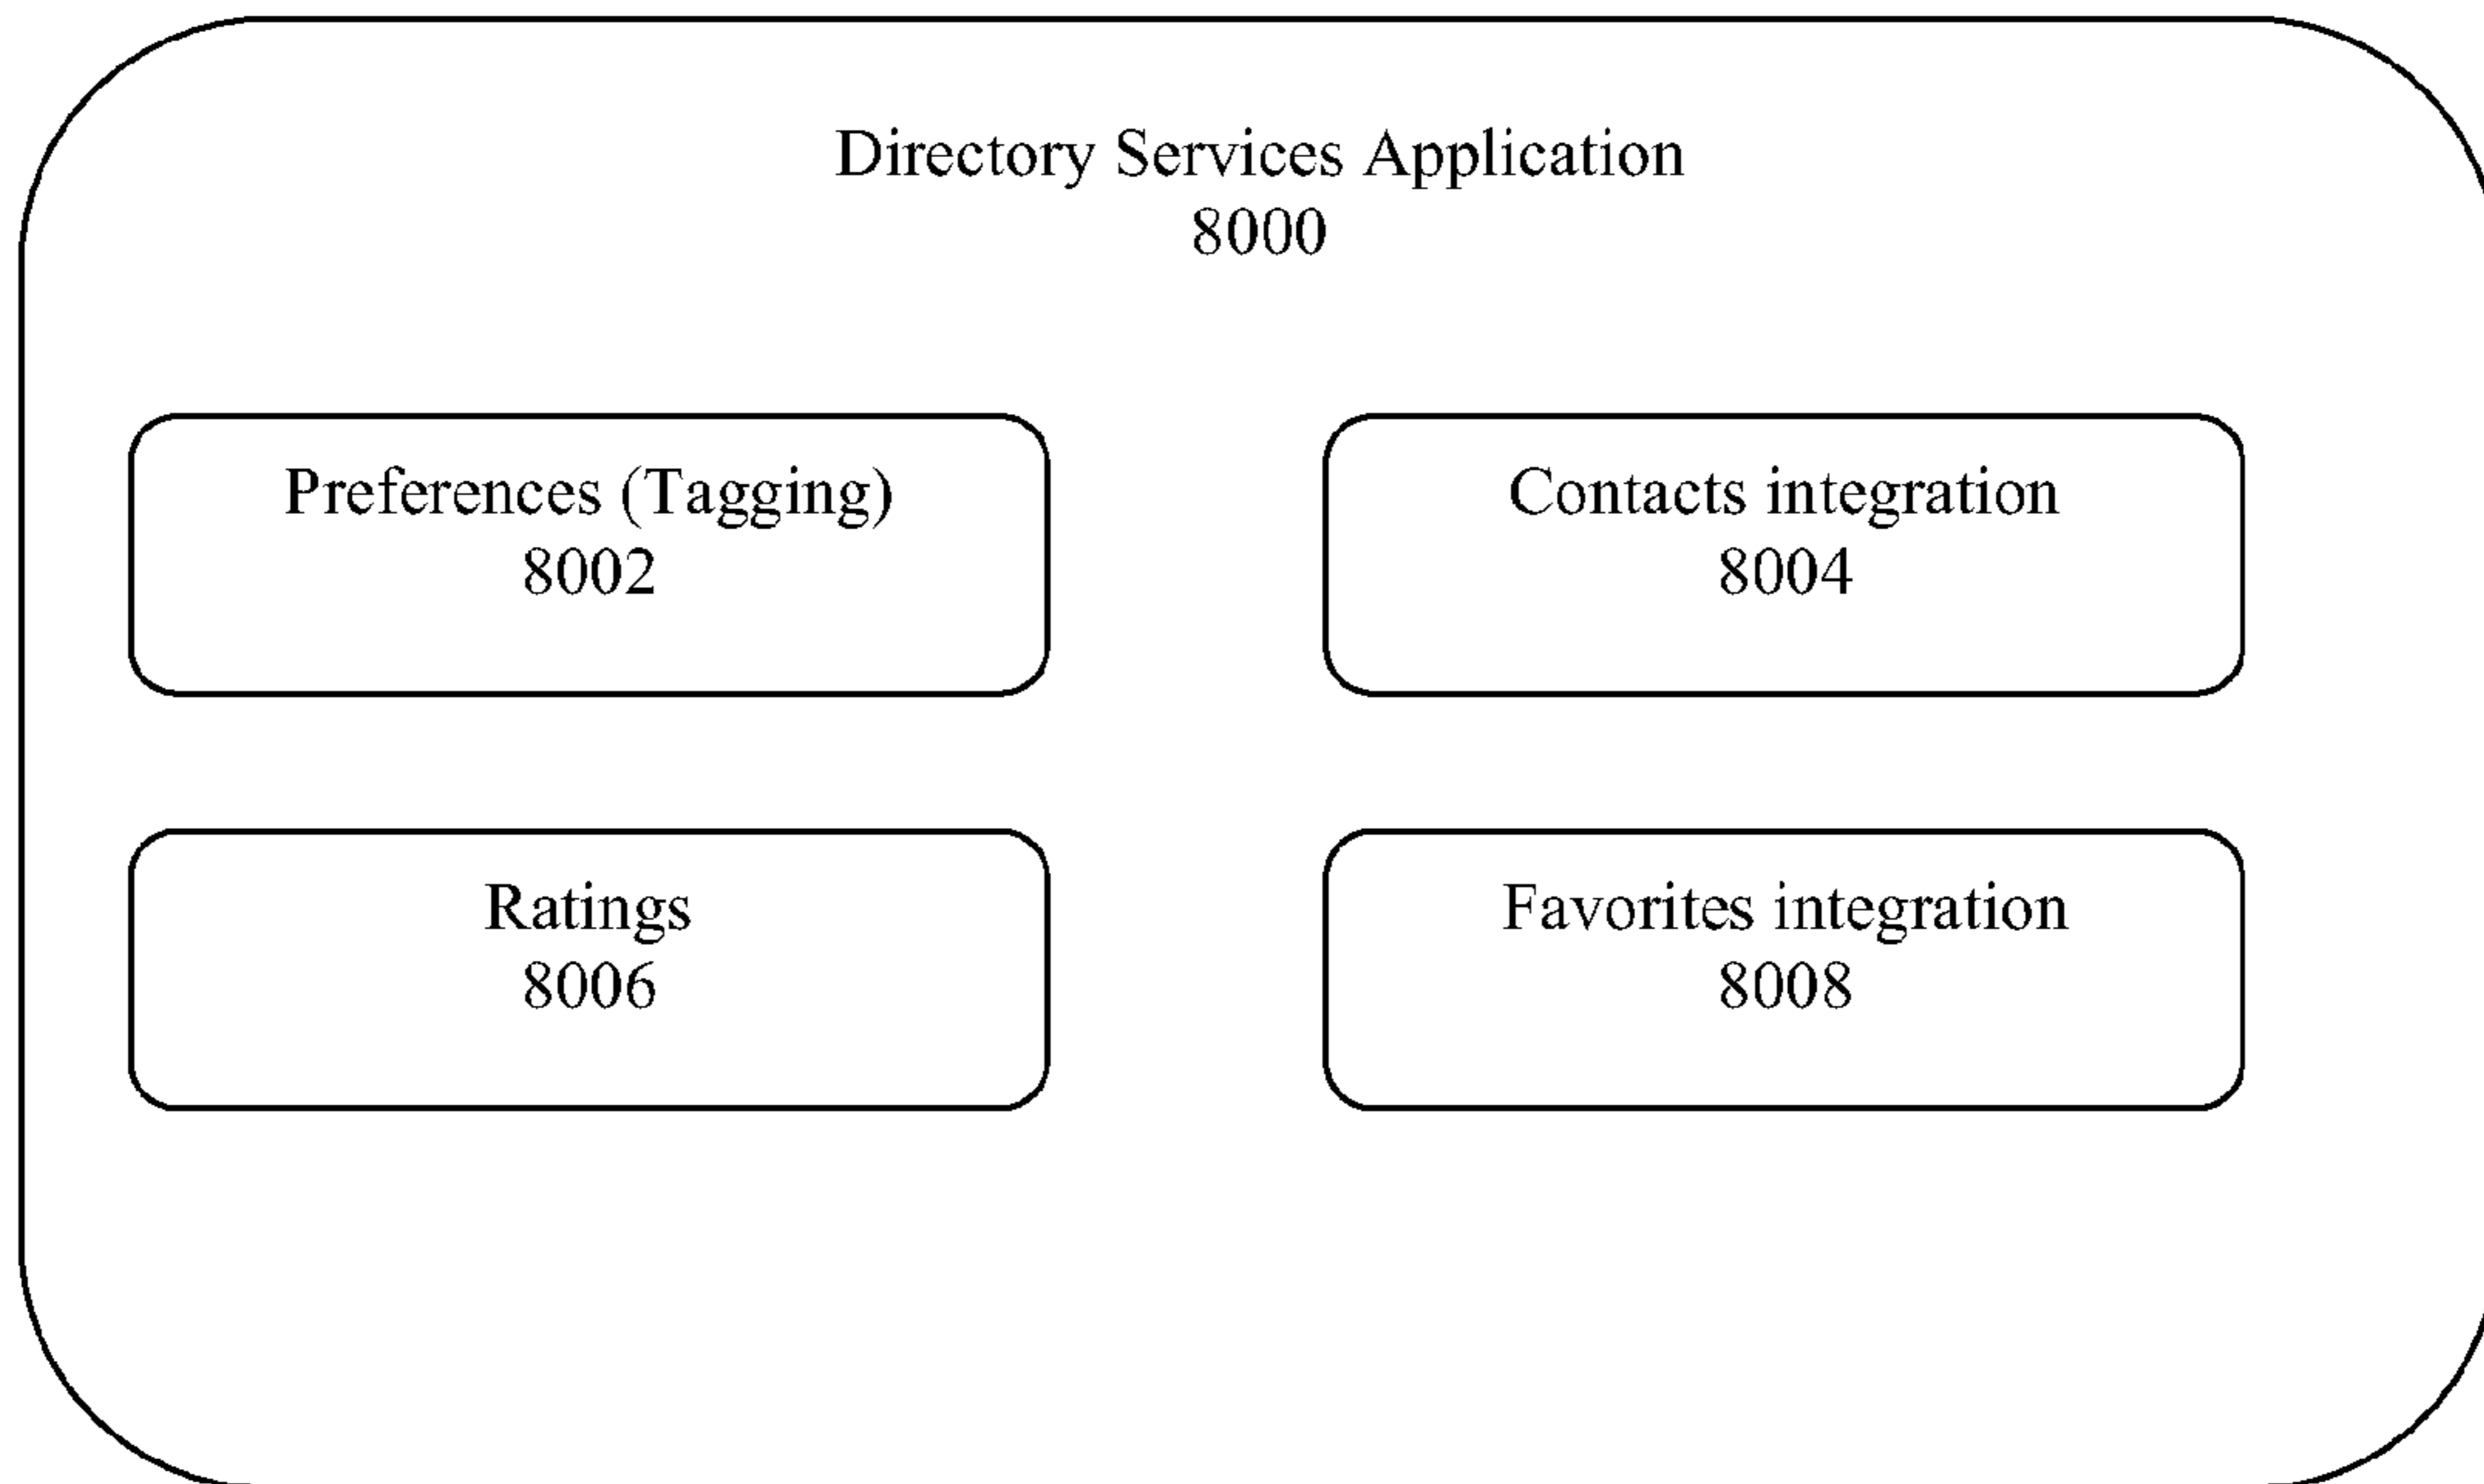 Directory Services Application
8000
Preferences (Tagging)
8002
Contacts integration
8004
Ratings
8006
Favorites integration
8008